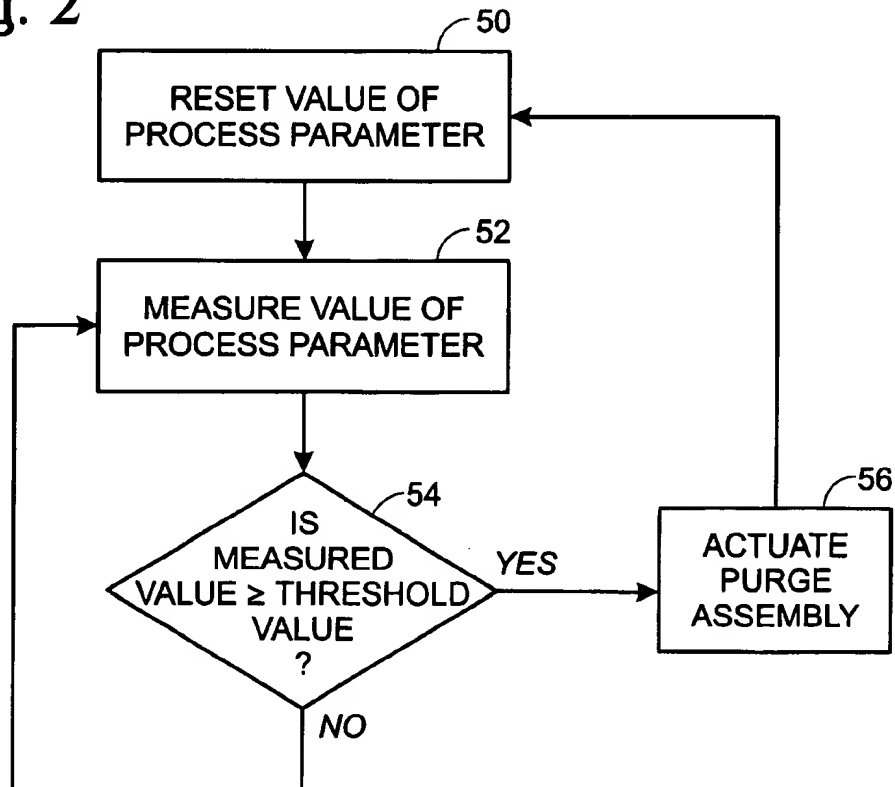 g. 2
50
RESET VALUE OF
PROCESS PARAMETER
52
MEASURE VALUE OF
PROCESS PARAMETER
54
IS
MEASURED
VALUE ≥ THRESHOLD
VALUE
?
YES
56
ACTUATE
PURGE
ASSEMBLY
NO